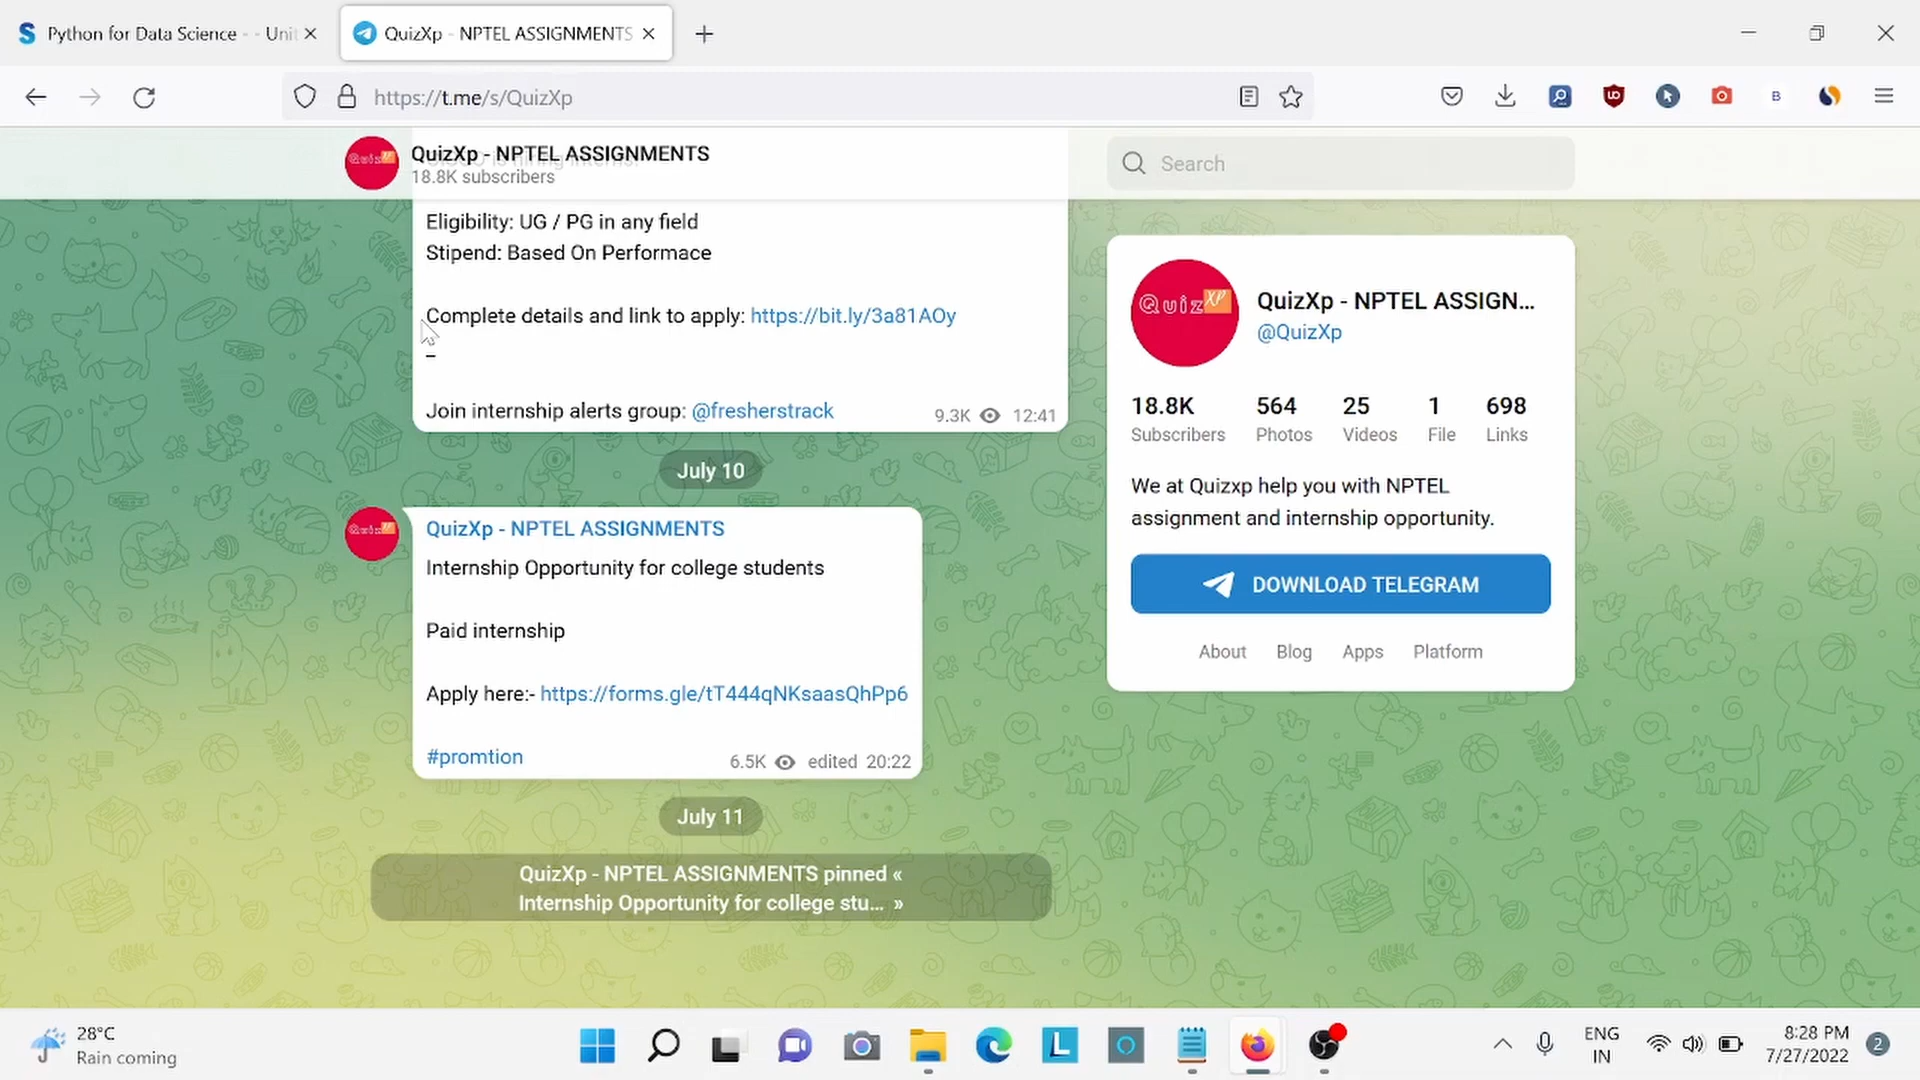 Python for Data Science - - Unit
QuizXp - NPTEL ASSIGNMENTS
https://t.me/s/QuizXp
QuizXp - NPTEL ASSIGNMENTS
18.8K subscribers
Search
Eligibility: UG / PG in any field
Stipend: Based On Performace
Complete details and link to apply: https://bit.ly/3a81AOy
–
Join internship alerts group: @fresherstrack
9.3K 12:41
July 10
QuizXp - NPTEL ASSIGNMENTS
Internship Opportunity for college students
Paid internship
Apply here:- https://forms.gle/tT444qNKsaasQhPp6
#promtion
6.5K edited 20:22
July 11
QuizXp - NPTEL ASSIGNMENTS pinned «
Internship Opportunity for college stu... »
Quiz XP
QuizXp - NPTEL ASSIGN...
@QuizXp
18.8K 564 25 1 698
Subscribers Photos Videos File Links
We at Quizxp help you with NPTEL
assignment and internship opportunity.
DOWNLOAD TELEGRAM
About Blog Apps Platform
28°C
Rain coming
ENG
IN
8:28 PM
7/27/2022
2